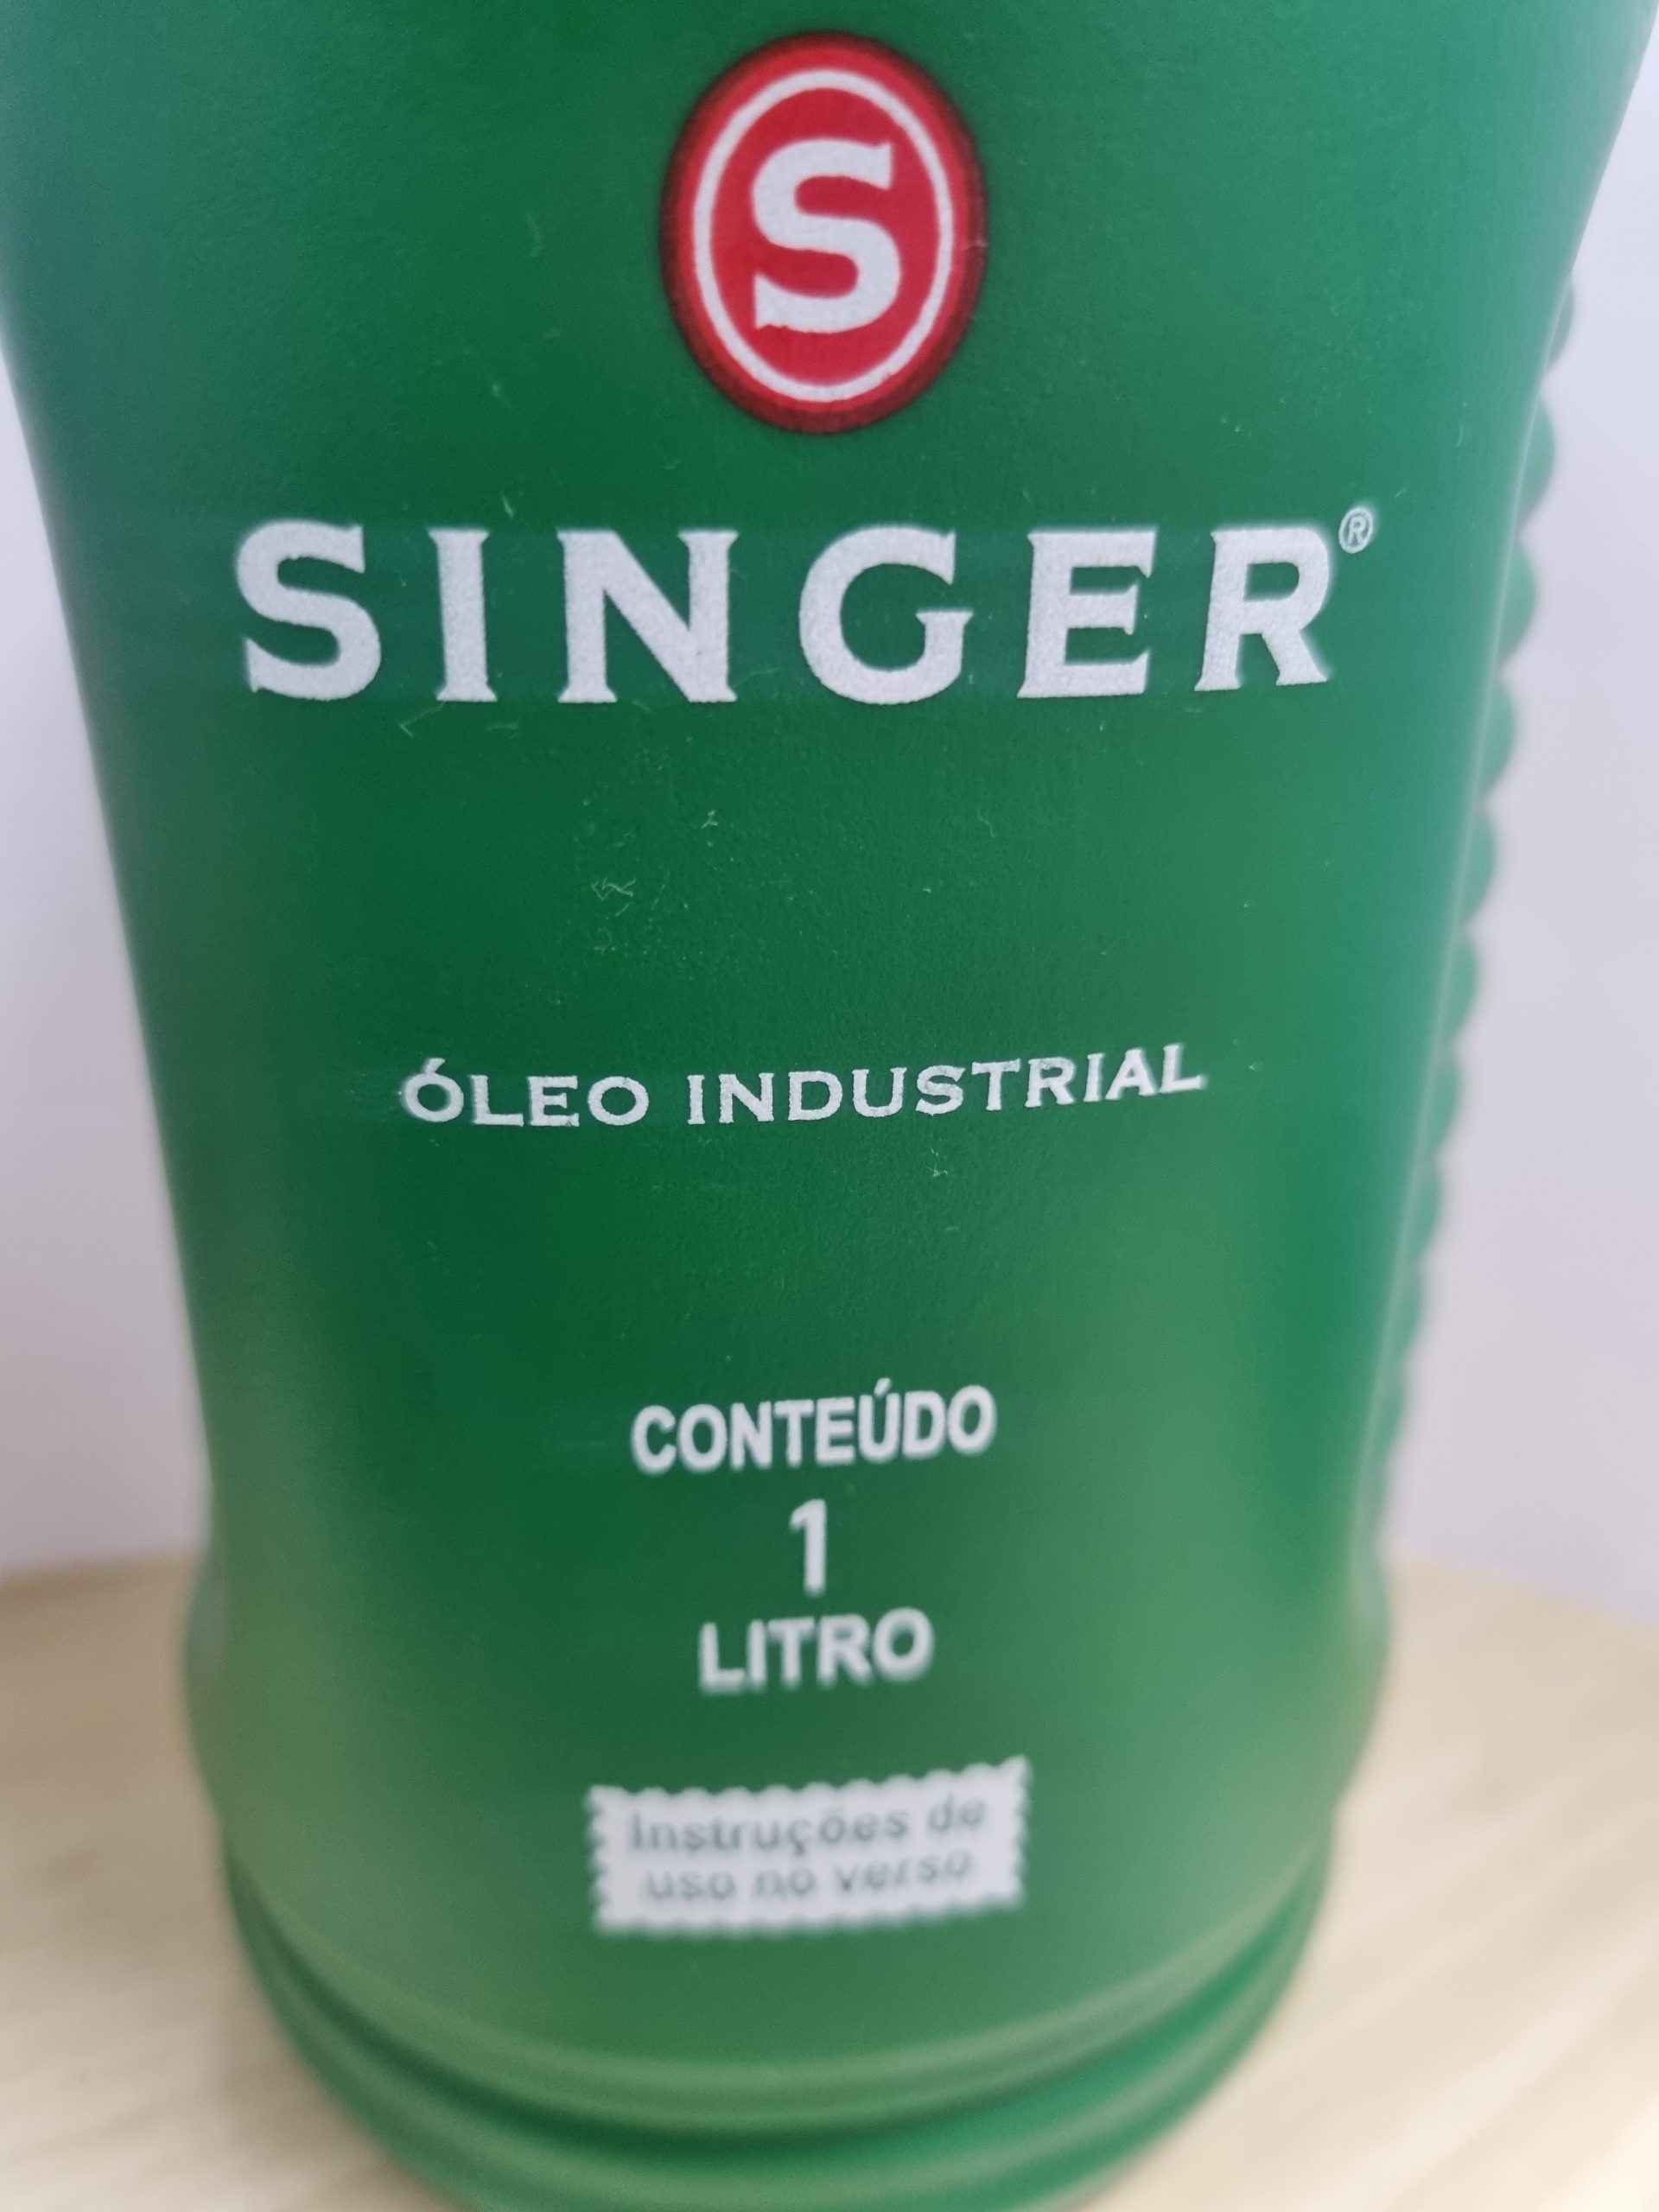 S
SINGER®
ÓLEO INDUSTRIAL
CONTEÚDO
1
LITRO
Instruções de
uso no verso